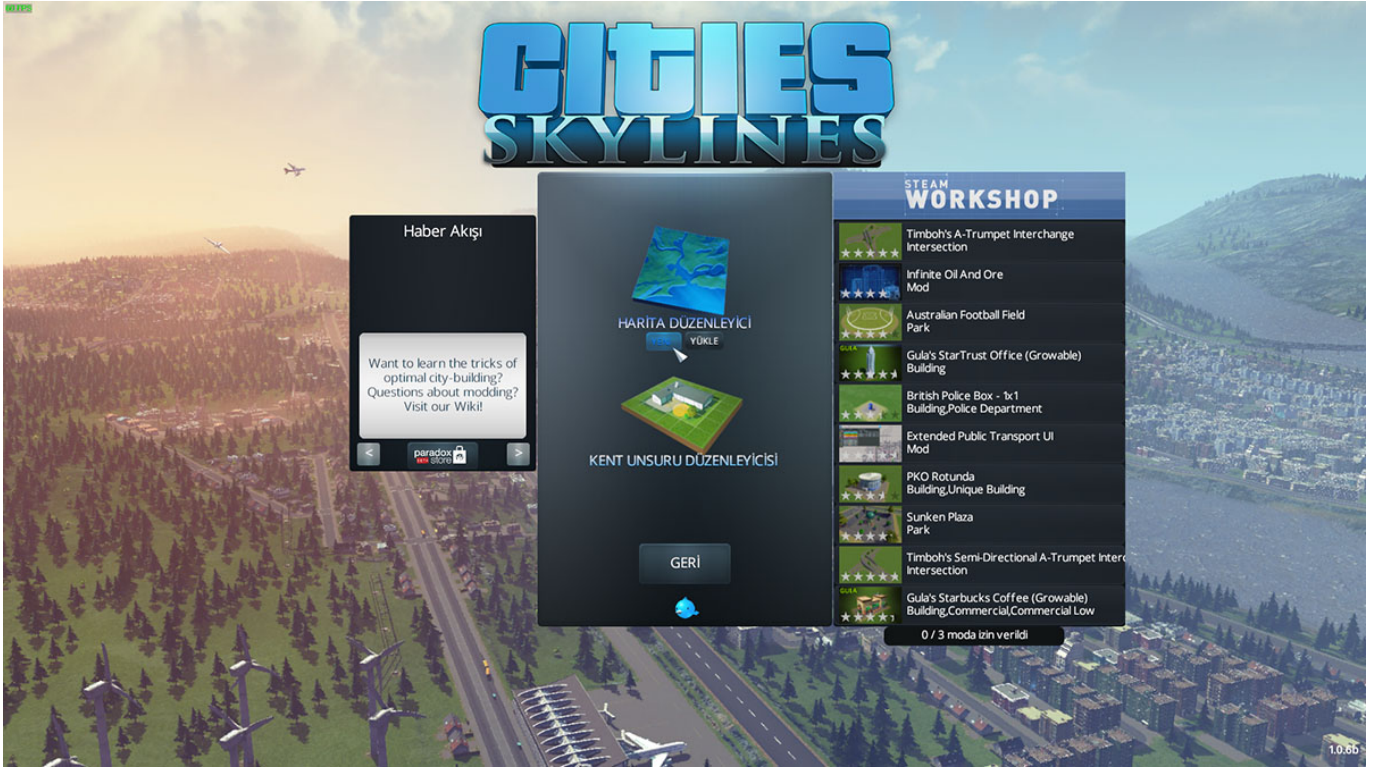 CITIES
SKYLINES
Haber Akışı
Want to learn the tricks of
optimal city-building?
Questions about modding?
Visit our Wiki!
<
paradox
BETA store
>
HARİTA DÜZENLEYİCİ
YÜKLE
KENT UNSURU DÜZENLEYİCİSİ
GERİ
STEAM
WORKSHOP
Timboh's A-Trumpet Interchange
Intersection
Infinite Oil And Ore
Mod
Australian Football Field
Park
GULA
Gula's StarTrust Office (Growable)
Building
British Police Box - 1x1
Building,Police Department
Extended Public Transport UI
Mod
PKO Rotunda
Building,Unique Building
Sunken Plaza
Park
Timboh's Semi-Directional A-Trumpet Interc
Intersection
GULA
Gula's Starbucks Coffee (Growable)
Building,Commercial,Commercial Low
0 / 3 moda izin verildi
1.0.6b